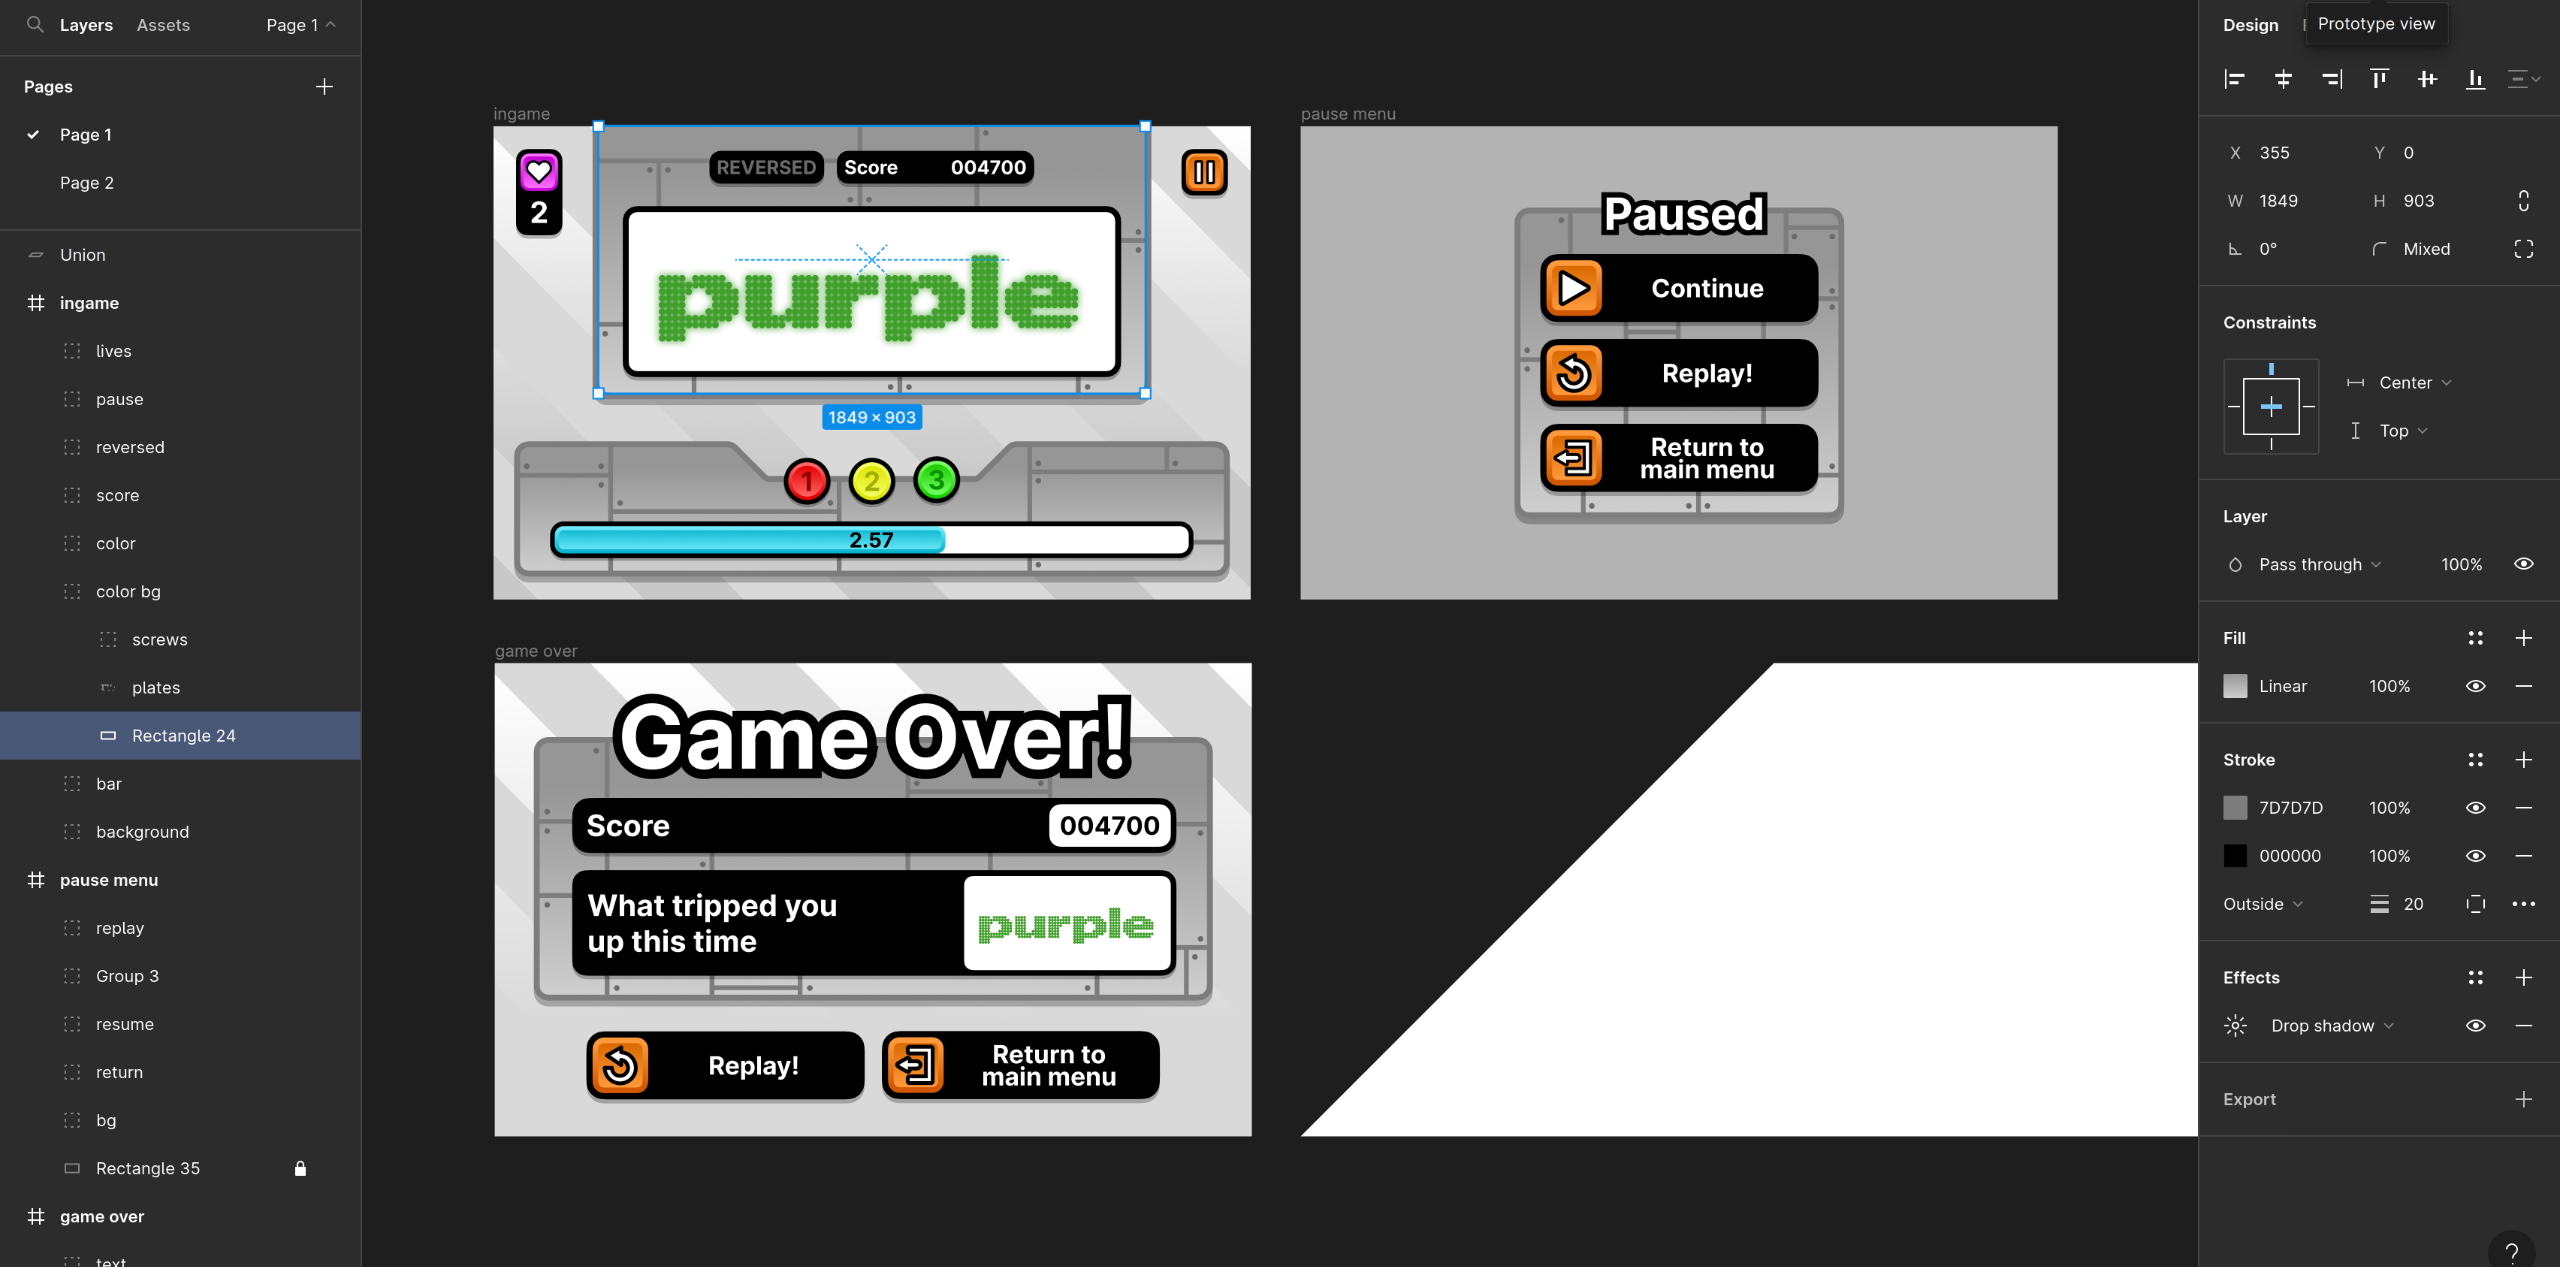 Layers
Assets
Page 1
Pages
Page 1
Page 2
Union
ingame
lives
pause
reversed
score
color
color bg
screws
plates
Rectangle 24
bar
background
pause menu
replay
Group 3
resume
return
bg
Rectangle 35
game over
text
ingame
2
REVERSED
Score 004700
purple
1849 × 903
1
2
3
2.57
pause menu
Paused
Continue
Replay!
Return to
main menu
game over
Game Over!
Score
004700
What tripped you
up this time
purple
Replay!
Return to
main menu
Design
Prototype view
X 355
Y 0
W 1849
H 903
0°
Mixed
Constraints
Center
Top
Layer
Pass through
100%
Fill
Linear
100%
Stroke
7D7D7D
100%
000000
100%
Outside
20
Effects
Drop shadow
Export
?